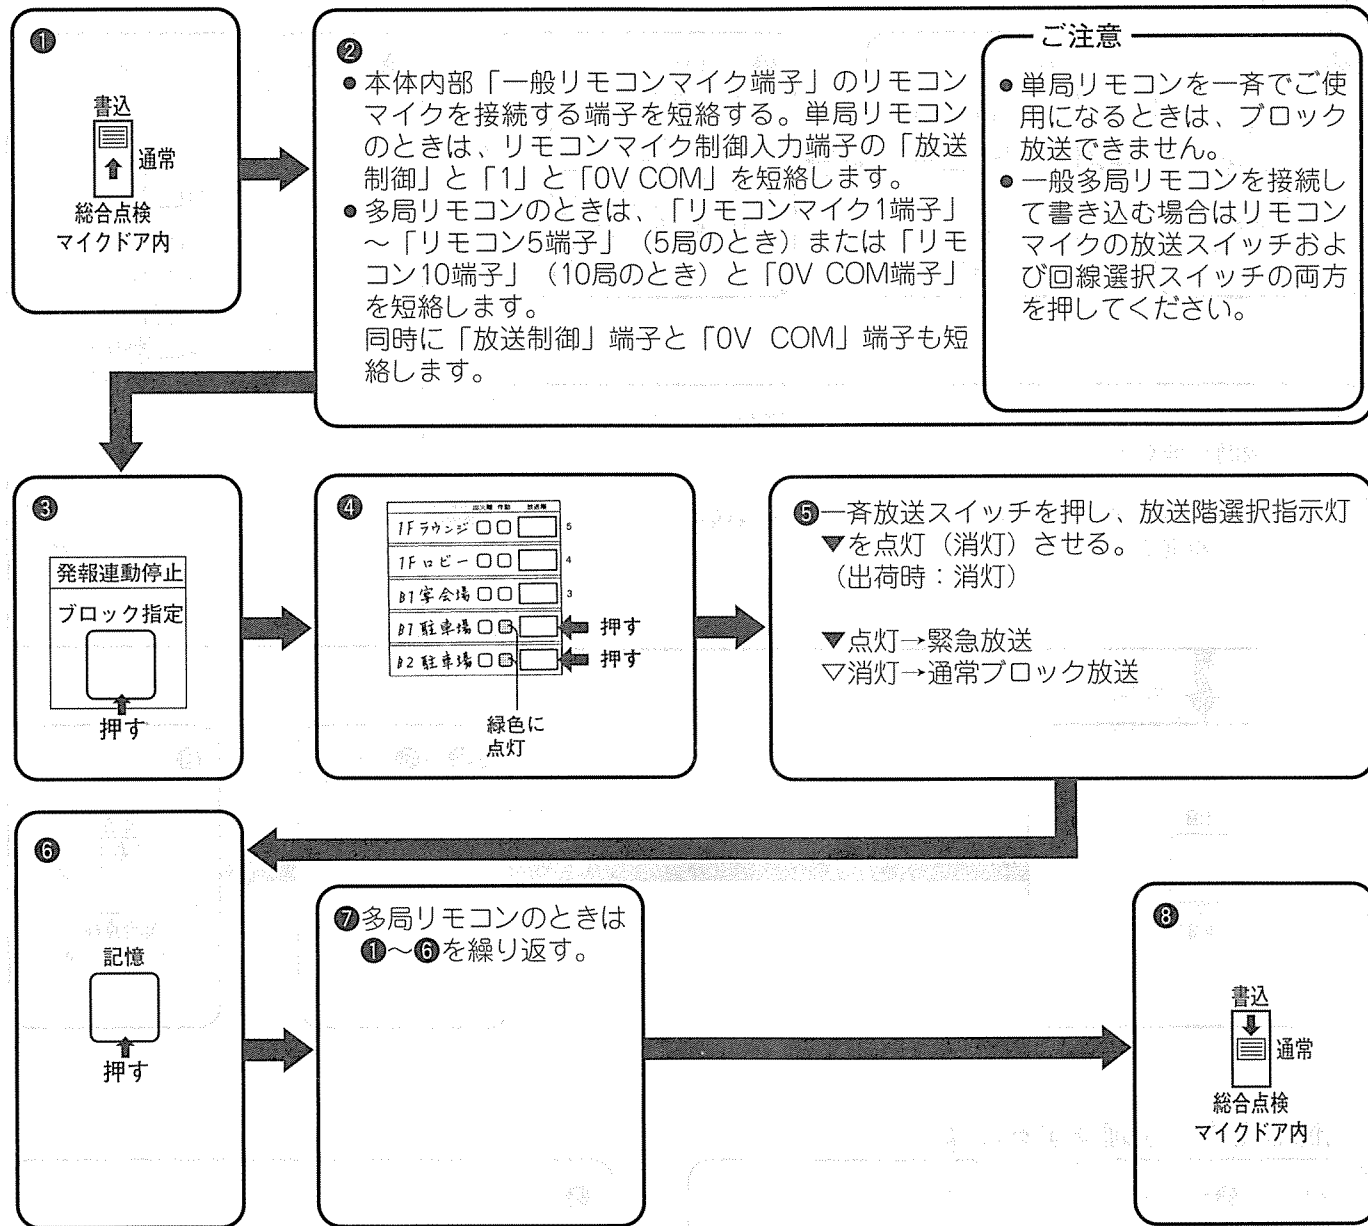 ❶
書込
通常
総合点検
マイクドア内
❷
●本体内部「一般リモコンマイク端子」のリモコン
マイクを接続する端子を短絡する。単局リモコン
のときは、リモコンマイク制御入力端子の「放送
制御」と「1」と「0V COM」を短絡します。
●多局リモコンのときは、「リモコンマイク1端子」
～「リモコン5端子」（5局のとき）または「リモ
コン10端子」（10局のとき）と「0V COM端子」
を短絡します。
同時に「放送制御」端子と「0V COM」端子も短
絡します。
ご注意
●単局リモコンを一斉でご使
用になるときは、ブロック
放送できません。
●一般多局リモコンを接続し
て書き込む場合はリモコン
マイクの放送スイッチおよ
び回線選択スイッチの両方
を押してください。
❸
発報連動停止
ブロック指定
押す
❹
出火階 作動 放送階
1F ラウンジ 5
1F ロビー 4
B1 宴会場 3
B1 駐車場 押す
B2 駐車場 押す
緑色に
点灯
❺一斉放送スイッチを押し、放送階選択指示灯
▼を点灯（消灯）させる。
（出荷時：消灯）
▼点灯→緊急放送
▽消灯→通常ブロック放送
❻
記憶
押す
❼多局リモコンのときは
❶～❻を繰り返す。
❽
書込
通常
総合点検
マイクドア内